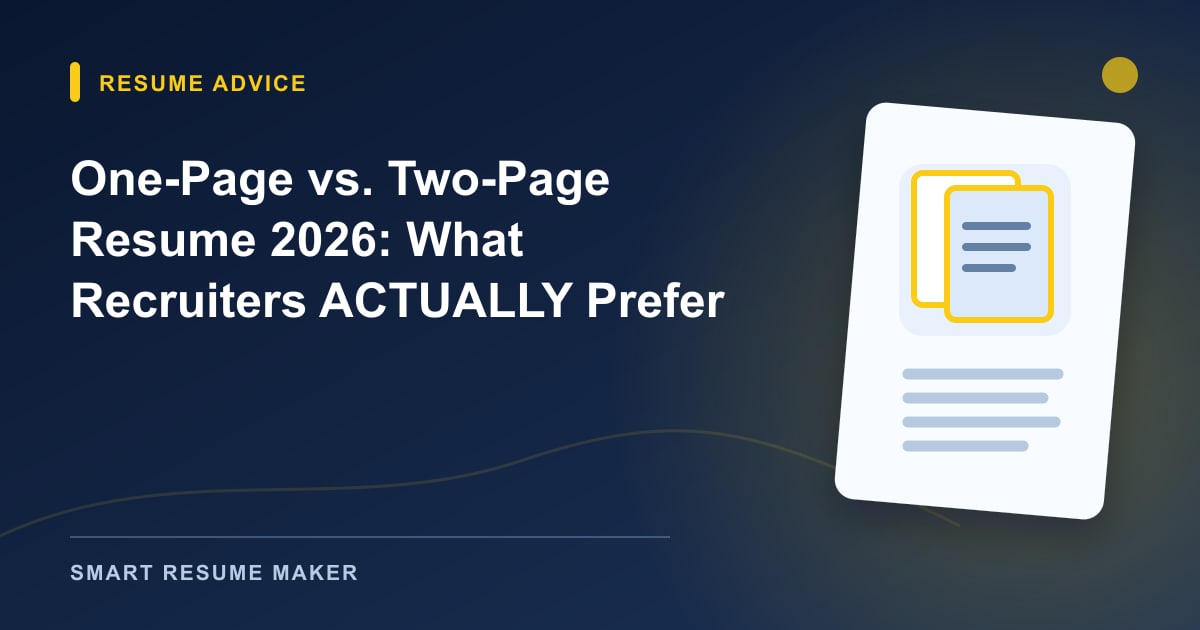 RESUME ADVICE
One-Page vs. Two-Page
Resume 2026: What
Recruiters ACTUALLY Prefer
SMART RESUME MAKER